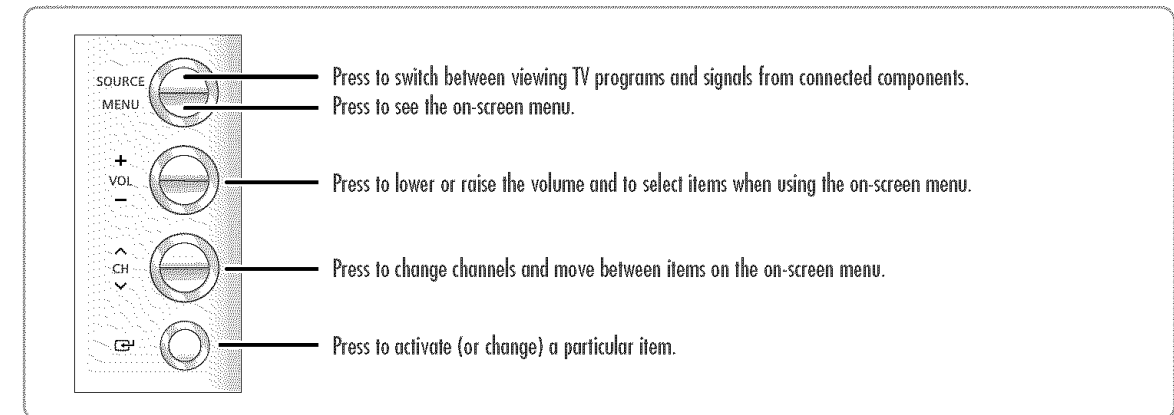 SOURCE
Press to switch between viewing TV programs and signals from connected components.
MENU
Press to see the on-screen menu.
+
VOL
−
Press to lower or raise the volume and to select items when using the on-screen menu.
CH
Press to change channels and move between items on the on-screen menu.
Press to activate (or change) a particular item.